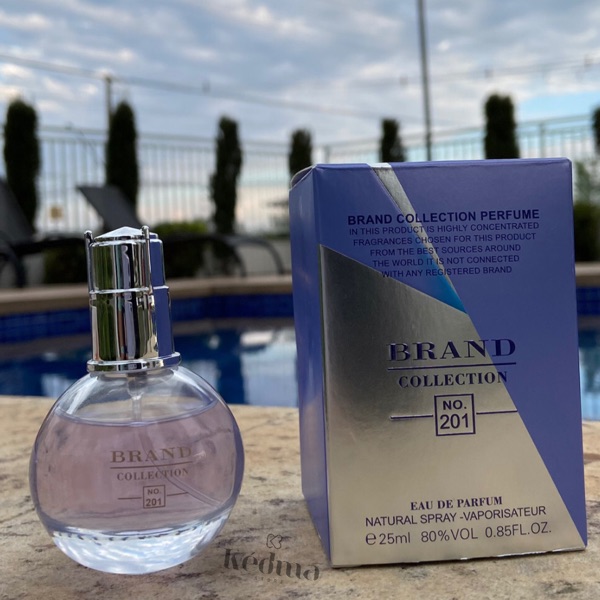 BRAND COLLECTION PERFUME
IN THIS PRODUCT IS HIGHLY CONCENTRATED
FRAGRANCES CHOSEN FOR THIS PRODUCT
FROM THE BEST SOURCES AROUND
THE WORLD IT IS NOT CONNECTED
WITH ANY REGISTERED BRAND
BRAND
COLLECTION
NO.
201
EAU DE PARFUM
NATURAL SPRAY -VAPORISATEUR
e 25ml 80%VOL 0.85FL.OZ.
BRAND
COLLECTION
NO.
201
Kedma